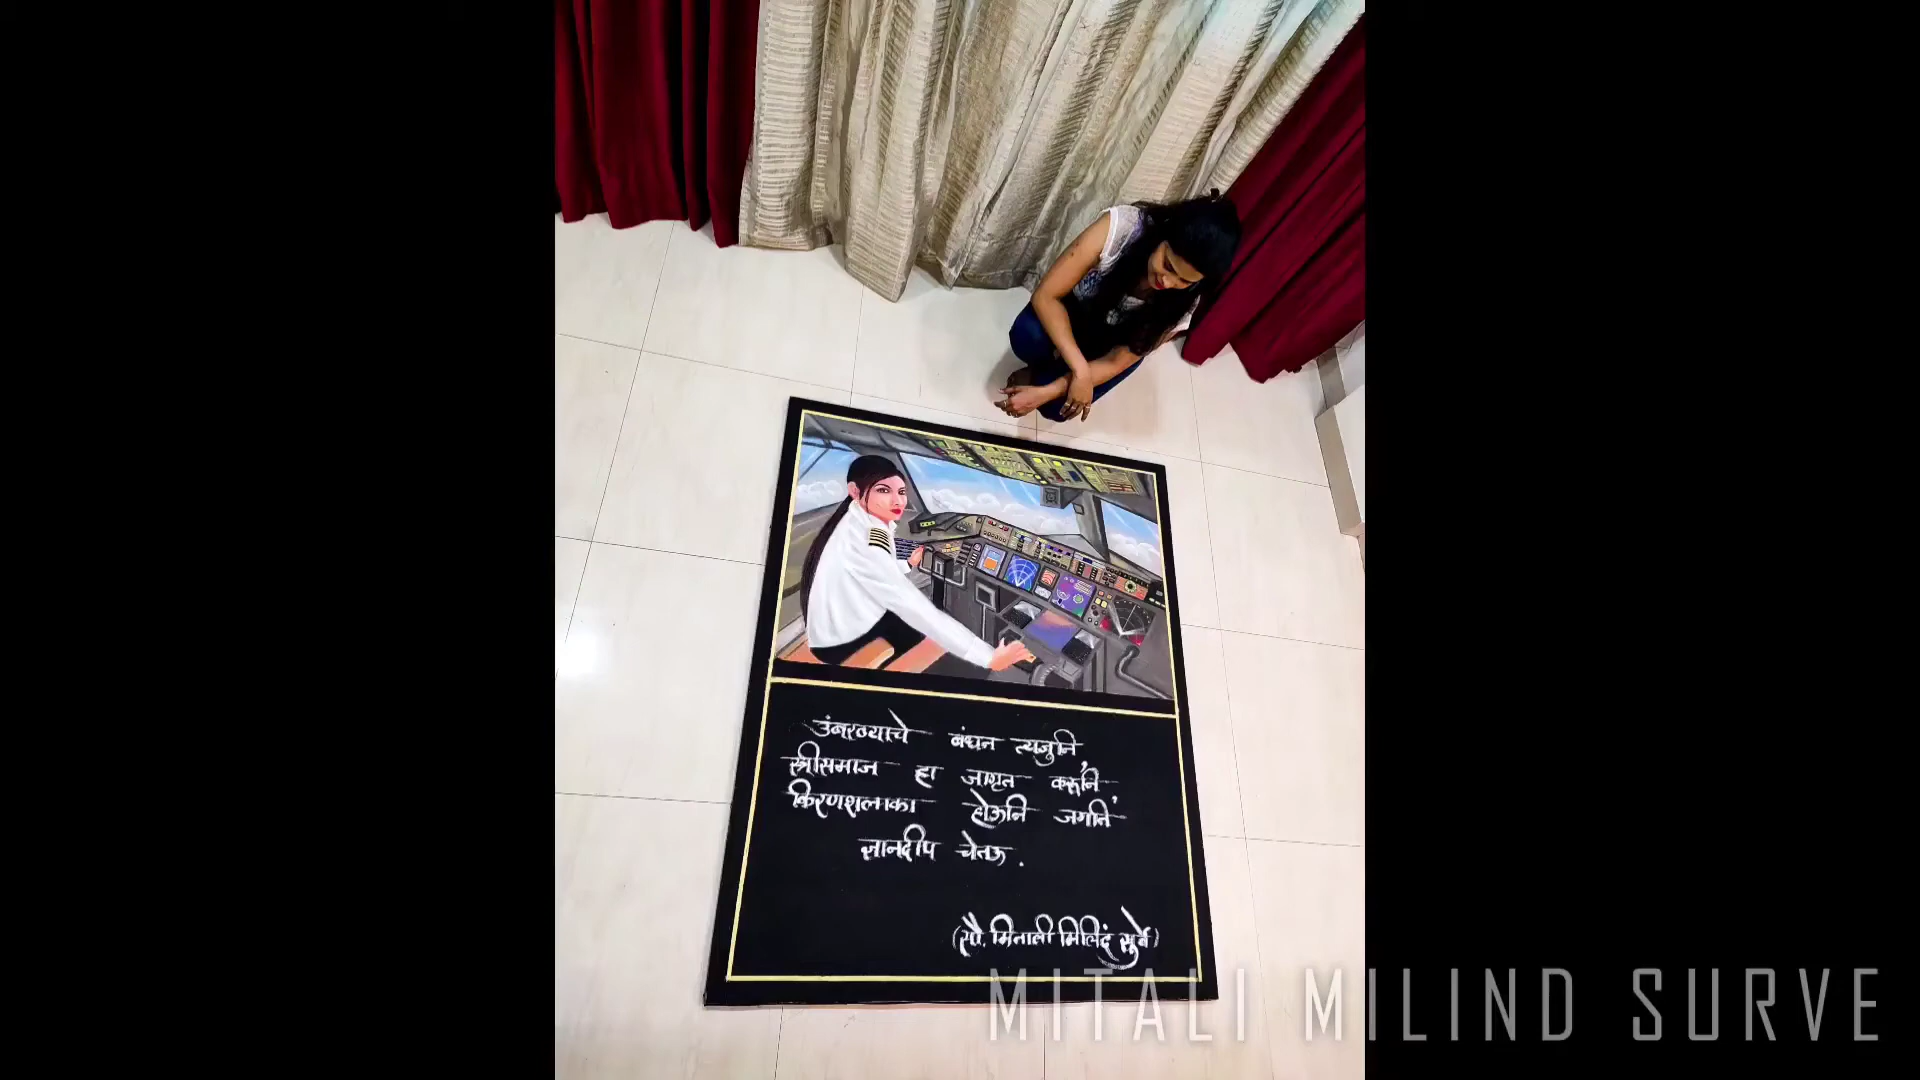 उंबरठ्याचे बंधन त्यजुनि,
स्त्रीसमाज हा जागृत करूनि
किरणशलाका होऊनि जगतिं
ज्ञानदीप चेतऊ.
(सौ. मिताली मिलिंद सुर्वे)
MITALI MILIND SURVE